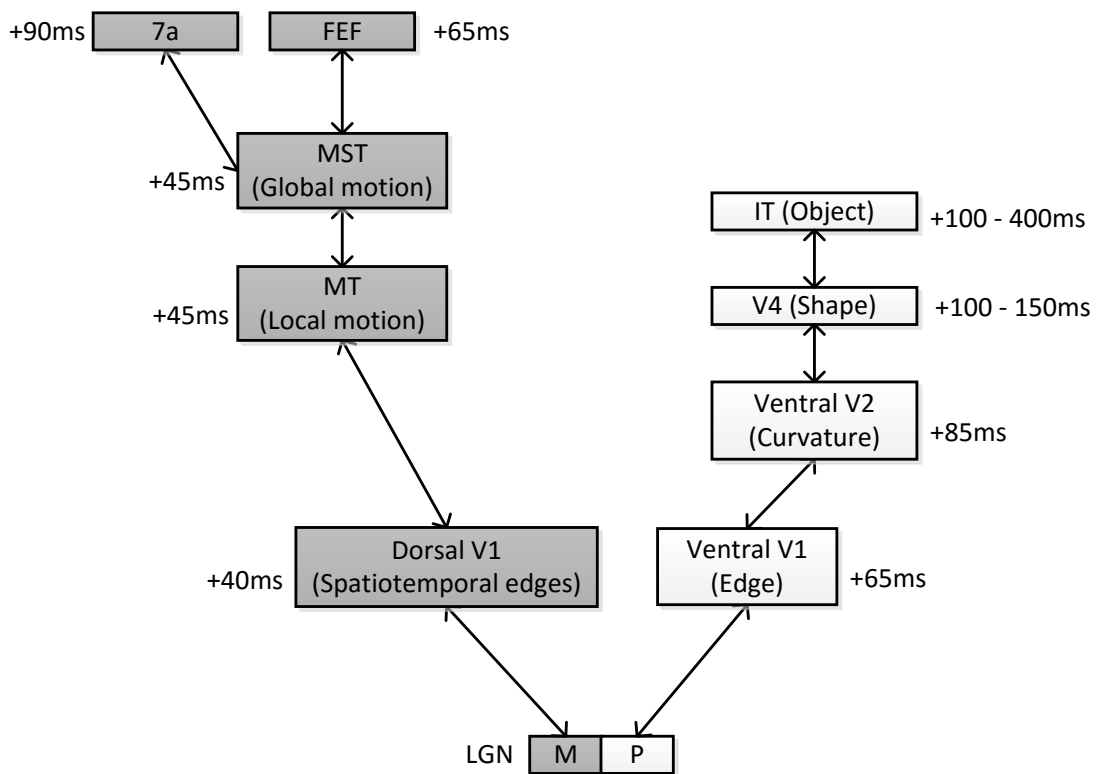 +90ms 7a FEF +65ms
MST
(Global motion)
+45ms
IT (Object) +100 - 400ms
MT
(Local motion)
+45ms
V4 (Shape) +100 - 150ms
Ventral V2
(Curvature)
+85ms
Dorsal V1
(Spatiotemporal edges)
+40ms
Ventral V1
(Edge)
+65ms
LGN M P